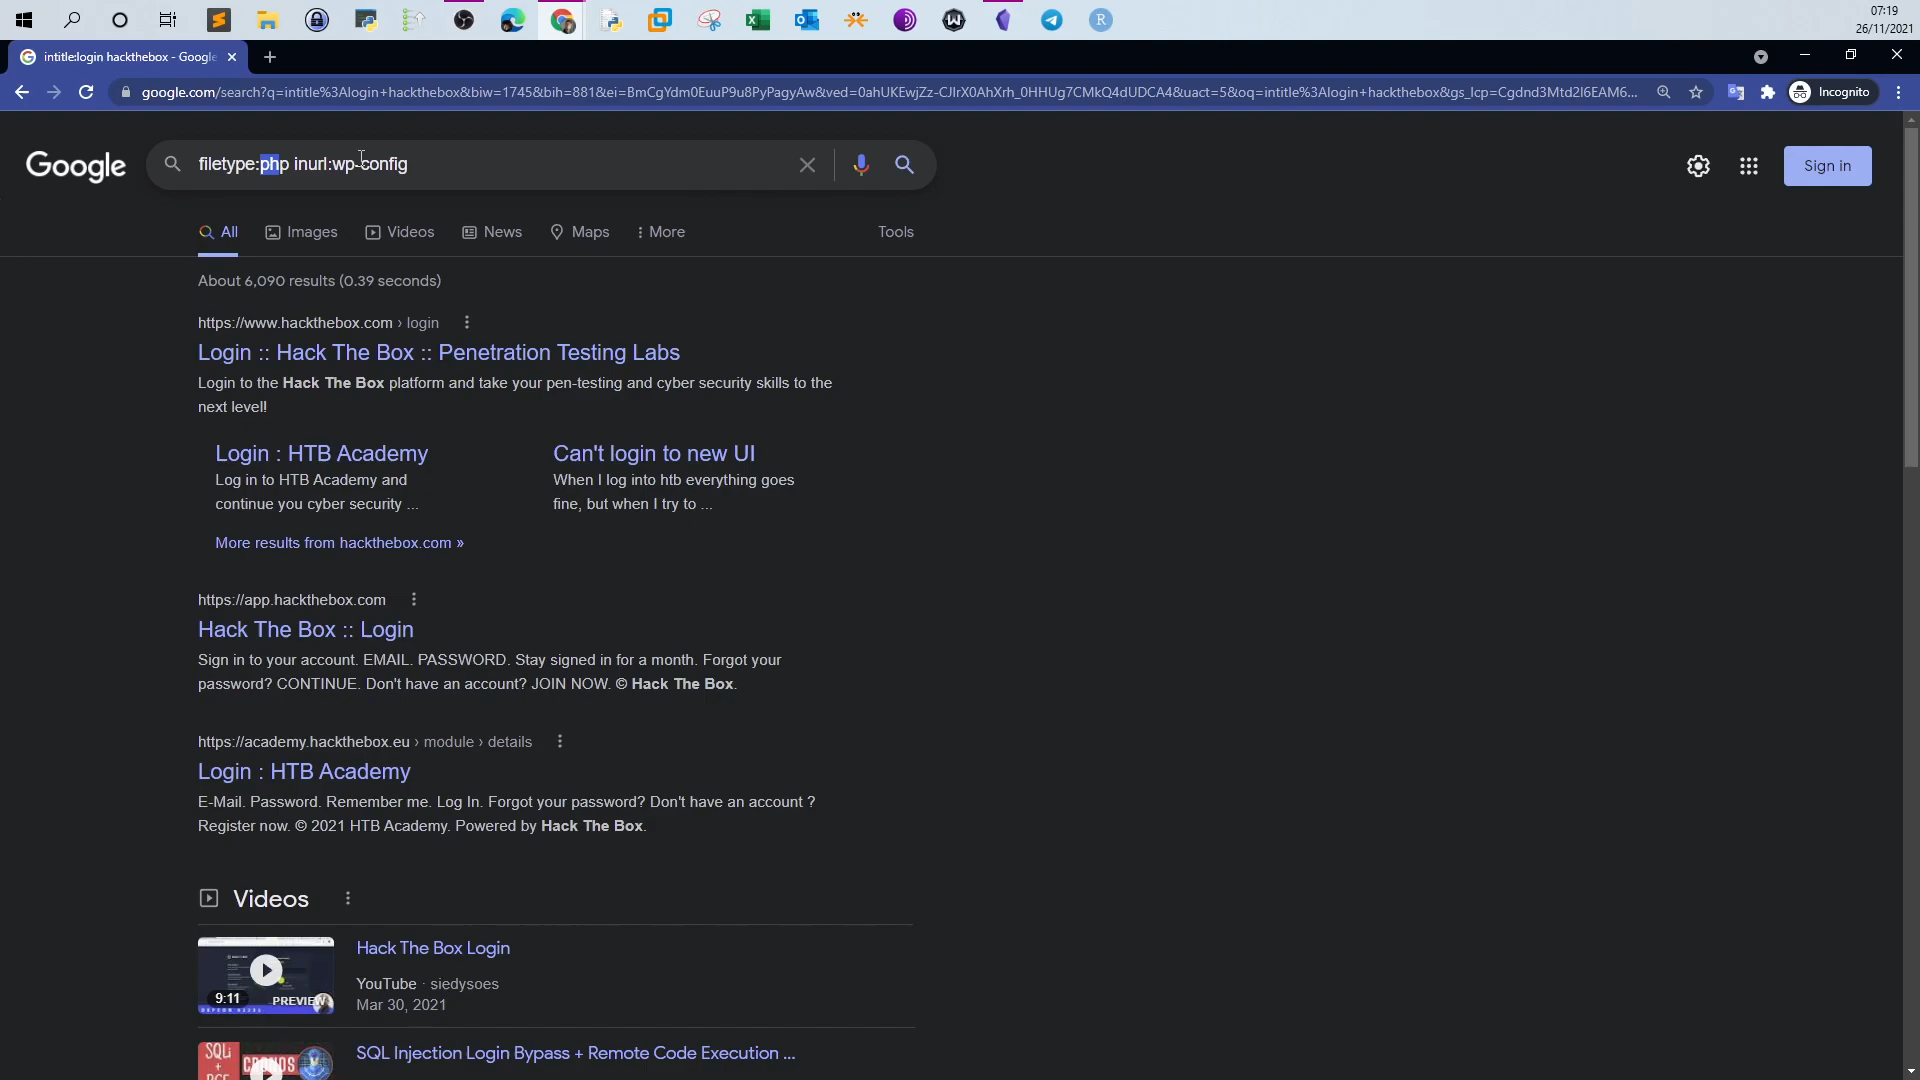 07:19
26/11/2021
intitle:login hackthebox - Google
google.com/search?q=intitle%3Alogin+hackthebox&biw=1745&bih=881&ei=BmCgYdm0EuuP9u8PyPagyAw&ved=0ahUKEwjZz-CJIrX0AhXrh_0HHUg7CMkQ4dUDCA4&uact=5&oq=intitle%3Alogin+hackthebox&gs_lcp=Cgdnd3Mtd2l6EAM6...
Incognito
Google
filetype:php inurl:wp-config
Sign in
All
Images
Videos
News
Maps
More
Tools
About 6,090 results (0.39 seconds)
https://www.hackthebox.com › login
Login :: Hack The Box :: Penetration Testing Labs
Login to the Hack The Box platform and take your pen-testing and cyber security skills to the
next level!
Login : HTB Academy
Log in to HTB Academy and
continue you cyber security ...
Can't login to new UI
When I log into htb everything goes
fine, but when I try to ...
More results from hackthebox.com »
https://app.hackthebox.com
Hack The Box :: Login
Sign in to your account. EMAIL. PASSWORD. Stay signed in for a month. Forgot your
password? CONTINUE. Don't have an account? JOIN NOW. © Hack The Box.
https://academy.hackthebox.eu › module › details
Login : HTB Academy
E-Mail. Password. Remember me. Log In. Forgot your password? Don't have an account ?
Register now. © 2021 HTB Academy. Powered by Hack The Box.
Videos
9:11
PREVIEW
Hack The Box Login
YouTube · siedysoes
Mar 30, 2021
SQLi
+
RCE
CRONOS
SQL Injection Login Bypass + Remote Code Execution ...